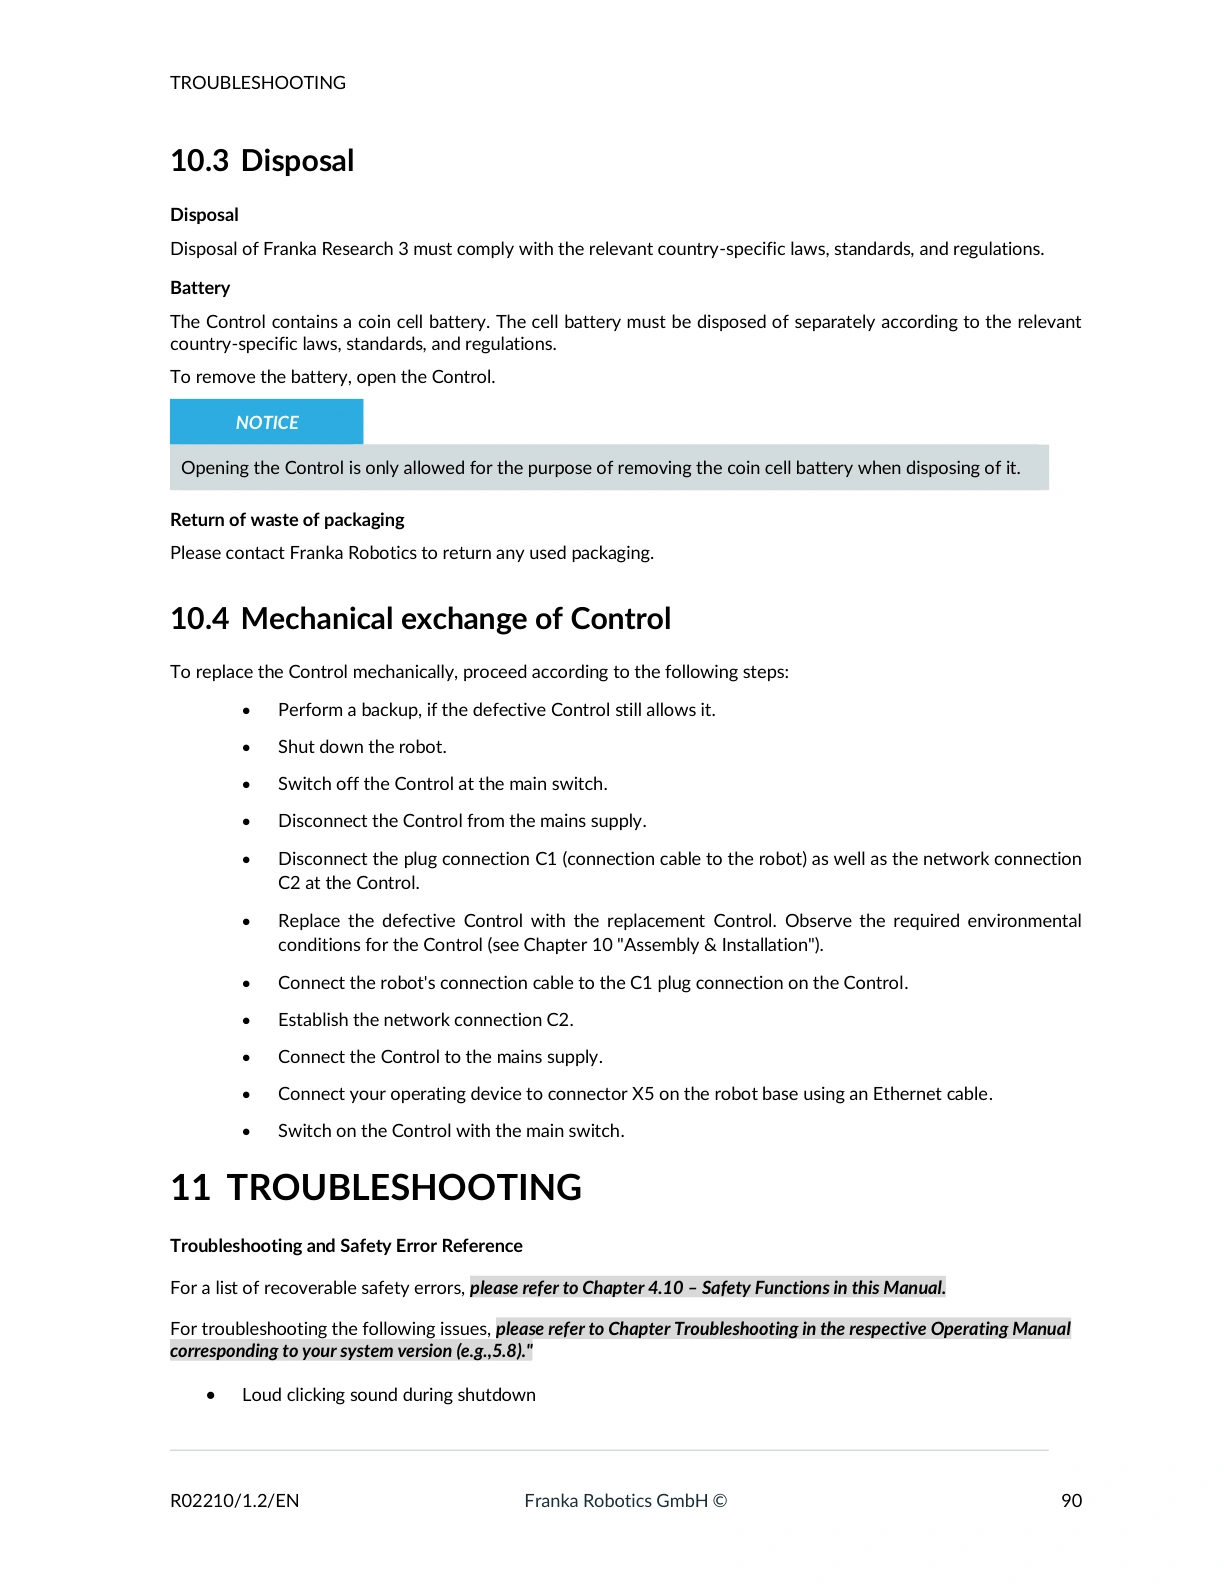 TROUBLESHOOTING
10.3 Disposal
Disposal
Disposal of Franka Research 3 must comply with the relevant country-specific laws, standards, and regulations.
Battery
The Control contains a coin cell battery. The cell battery must be disposed of separately according to the relevant
country-specific laws, standards, and regulations.
To remove the battery, open the Control.
NOTICE
Opening the Control is only allowed for the purpose of removing the coin cell battery when disposing of it.
Return of waste of packaging
Please contact Franka Robotics to return any used packaging.
10.4 Mechanical exchange of Control
To replace the Control mechanically, proceed according to the following steps:
• Perform a backup, if the defective Control still allows it.
• Shut down the robot.
• Switch off the Control at the main switch.
• Disconnect the Control from the mains supply.
• Disconnect the plug connection C1 (connection cable to the robot) as well as the network connection
C2 at the Control.
• Replace the defective Control with the replacement Control. Observe the required environmental
conditions for the Control (see Chapter 10 "Assembly & Installation").
• Connect the robot's connection cable to the C1 plug connection on the Control.
• Establish the network connection C2.
• Connect the Control to the mains supply.
• Connect your operating device to connector X5 on the robot base using an Ethernet cable.
• Switch on the Control with the main switch.
11 TROUBLESHOOTING
Troubleshooting and Safety Error Reference
For a list of recoverable safety errors, please refer to Chapter 4.10 – Safety Functions in this Manual.
For troubleshooting the following issues, please refer to Chapter Troubleshooting in the respective Operating Manual
corresponding to your system version (e.g.,5.8)."
• Loud clicking sound during shutdown
R02210/1.2/EN
Franka Robotics GmbH ©
90